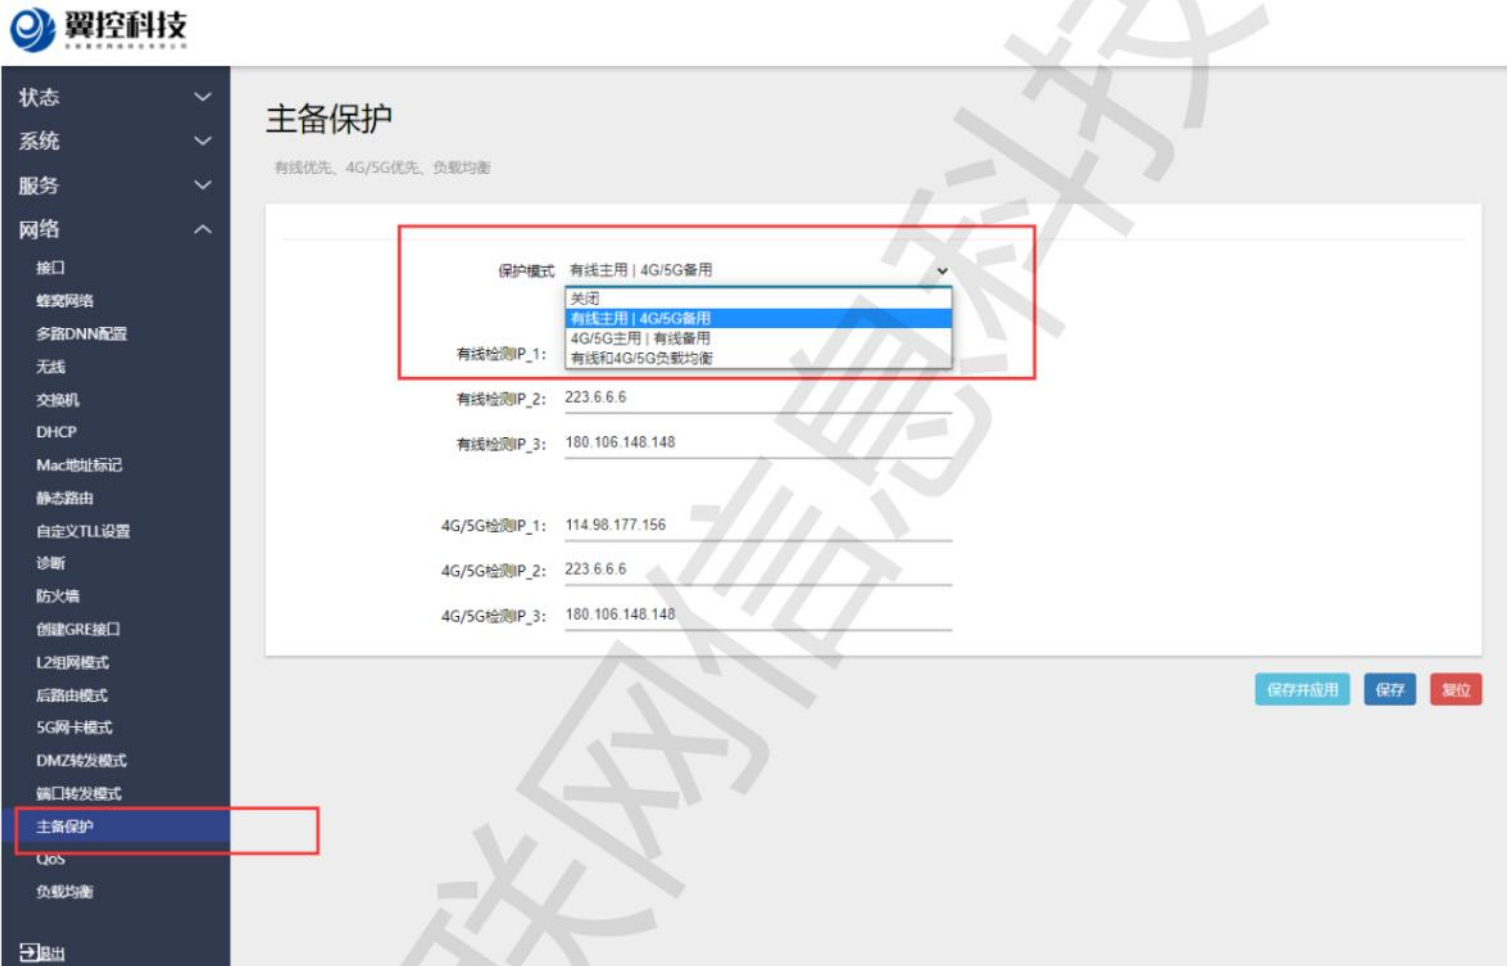 翼控科技
状态
系统
服务
网络
接口
蜂窝网络
多路DNN配置
无线
交换机
DHCP
Mac地址标记
静态路由
自定义TLL设置
诊断
防火墙
创建GRE接口
L2组网模式
后路由模式
5G网卡模式
DMZ转发模式
端口转发模式
主备保护
QoS
负载均衡
退出
主备保护
有线优先、4G/5G优先、负载均衡
保护模式 有线主用 | 4G/5G备用
关闭
有线主用 | 4G/5G备用
4G/5G主用 | 有线备用
有线和4G/5G负载均衡
有线检测IP_1:
有线检测IP_2: 223.6.6.6
有线检测IP_3: 180.106.148.148
4G/5G检测IP_1: 114.98.177.156
4G/5G检测IP_2: 223.6.6.6
4G/5G检测IP_3: 180.106.148.148
保存并应用 保存 复位
联网信息科技